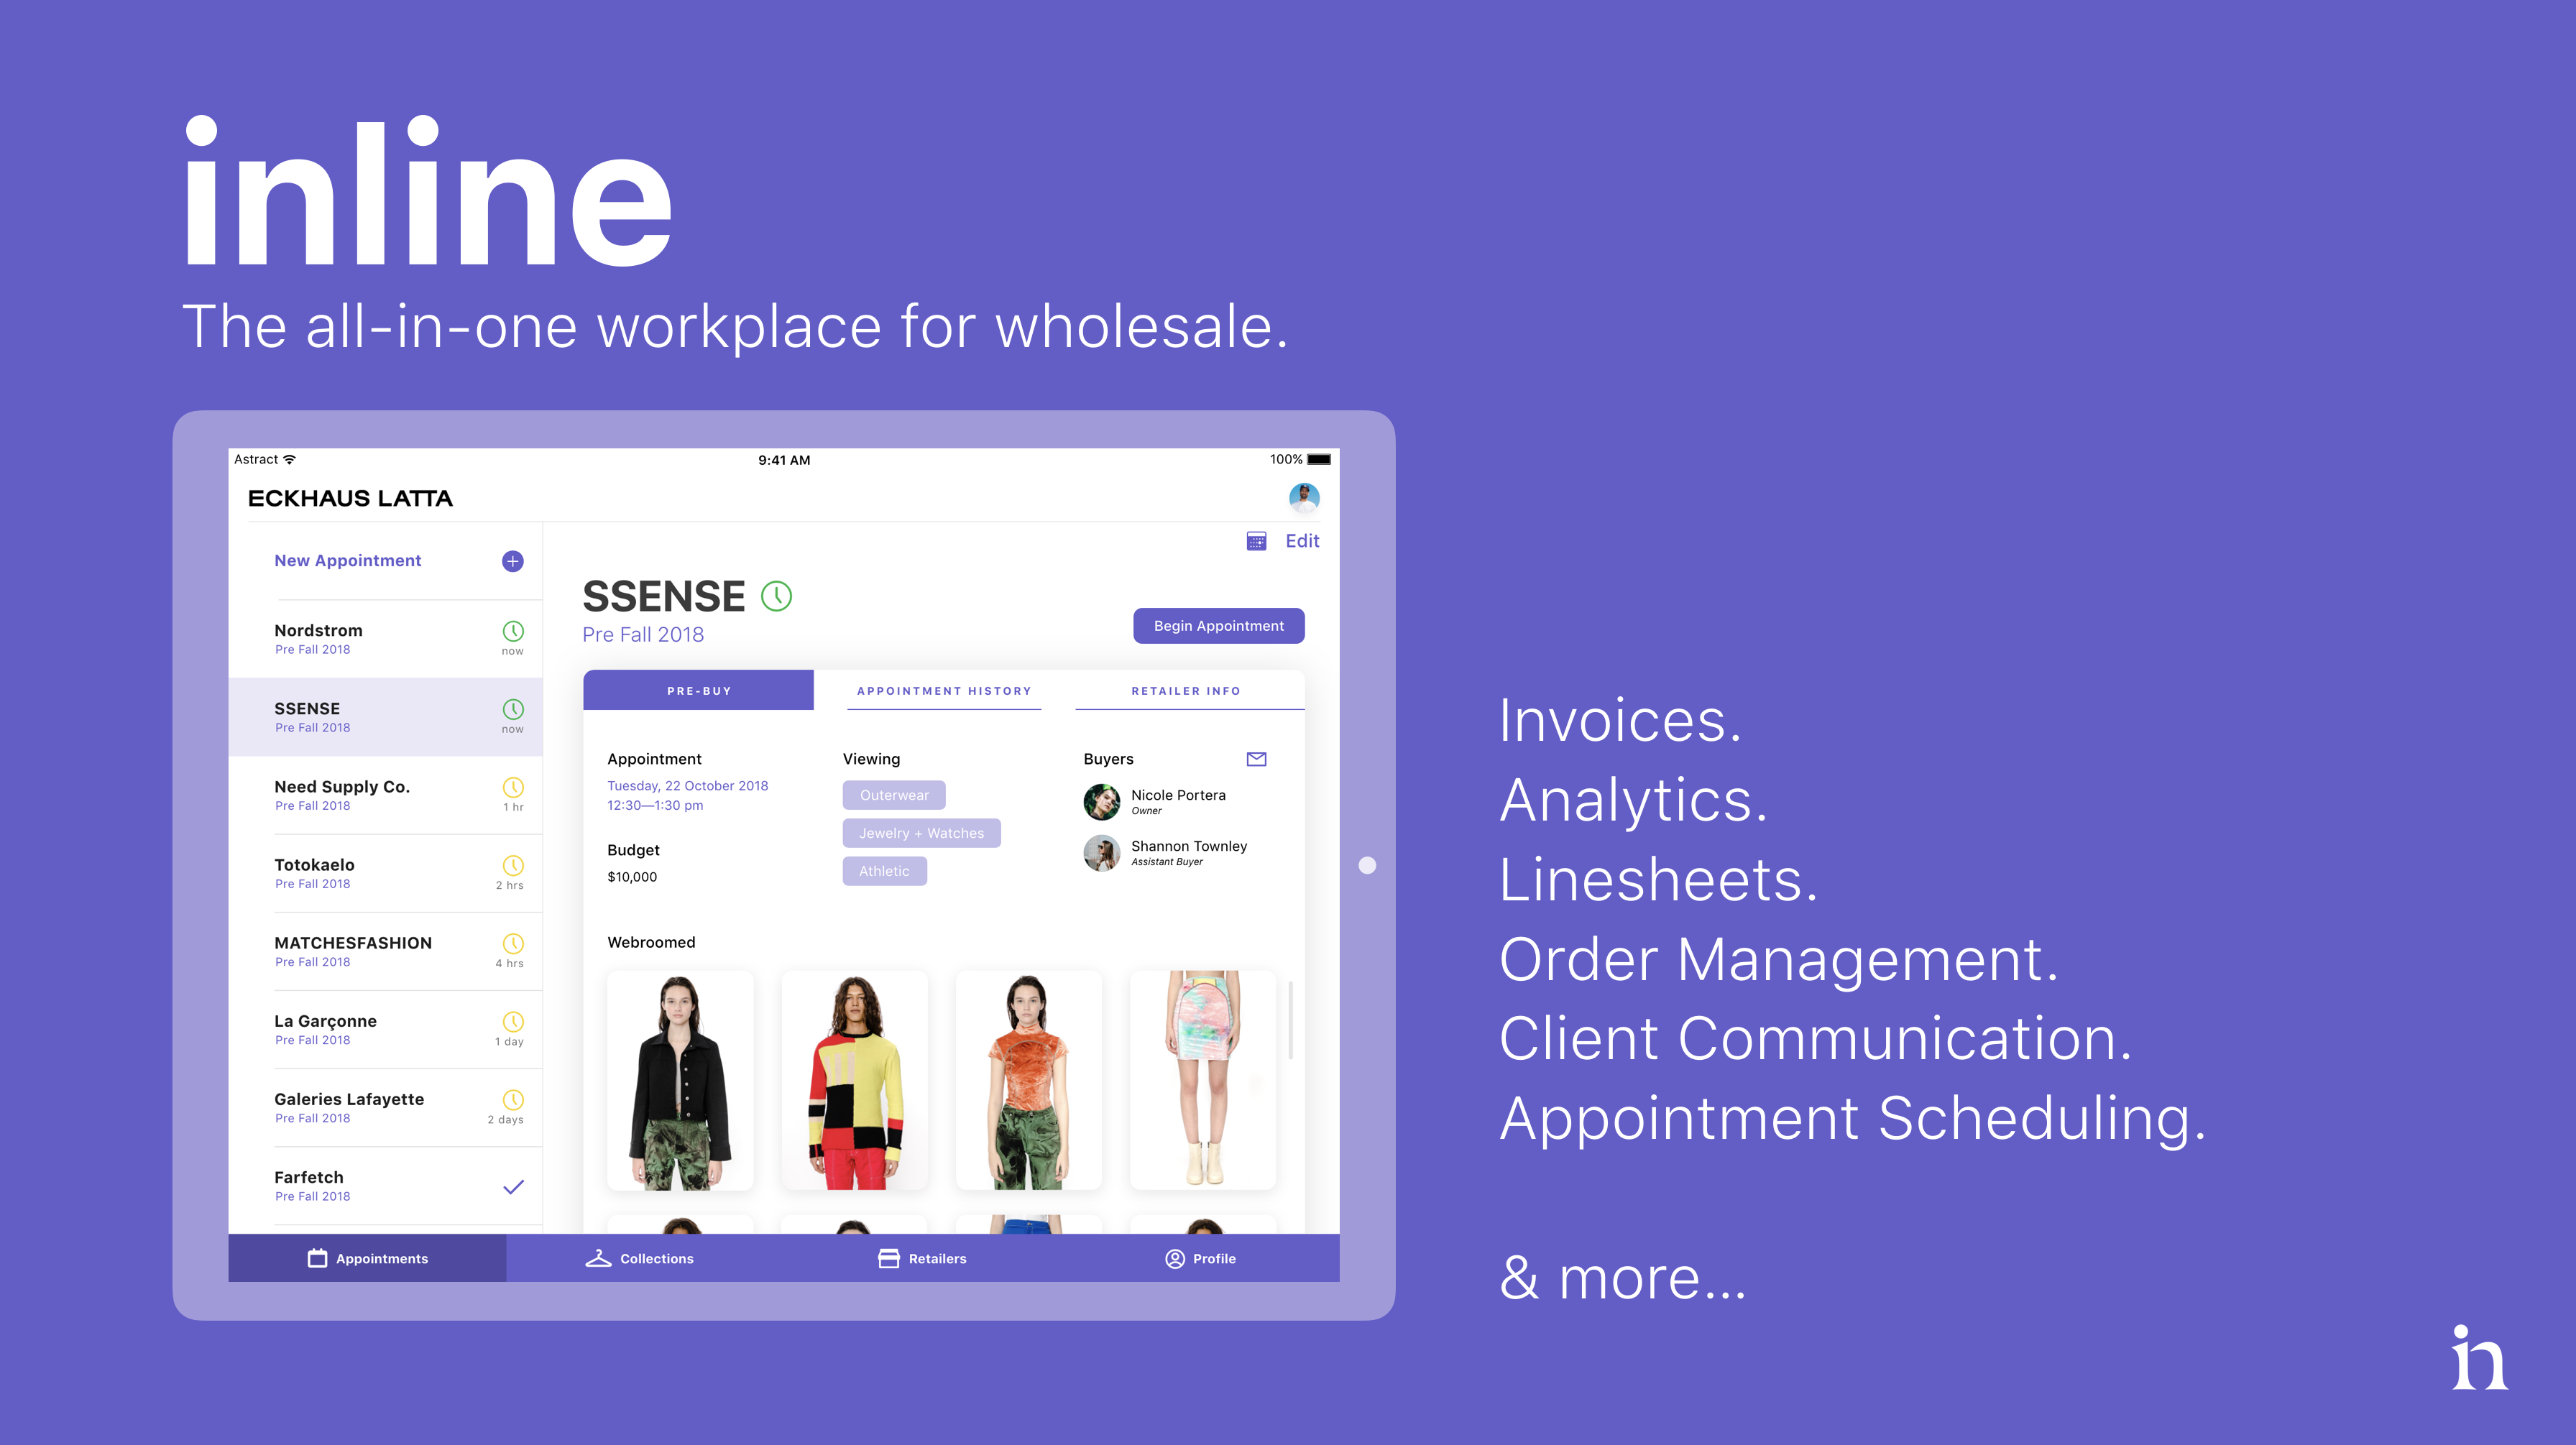 inline
The all-in-one workplace for wholesale.
Astract
9:41 AM
100%
ECKHAUS LATTA
Edit
New Appointment
Nordstrom
Pre Fall 2018
now
SSENSE
Pre Fall 2018
now
Need Supply Co.
Pre Fall 2018
1 hr
Totokaelo
Pre Fall 2018
2 hrs
MATCHESFASHION
Pre Fall 2018
4 hrs
La Garçonne
Pre Fall 2018
1 day
Galeries Lafayette
Pre Fall 2018
2 days
Farfetch
Pre Fall 2018
SSENSE
Pre Fall 2018
Begin Appointment
PRE-BUY
APPOINTMENT HISTORY
RETAILER INFO
Appointment
Tuesday, 22 October 2018
12:30—1:30 pm
Budget
$10,000
Viewing
Outerwear
Jewelry + Watches
Athletic
Buyers
Nicole Portera
Owner
Shannon Townley
Assistant Buyer
Webroomed
Appointments
Collections
Retailers
Profile
Invoices.
Analytics.
Linesheets.
Order Management.
Client Communication.
Appointment Scheduling.
& more...
in